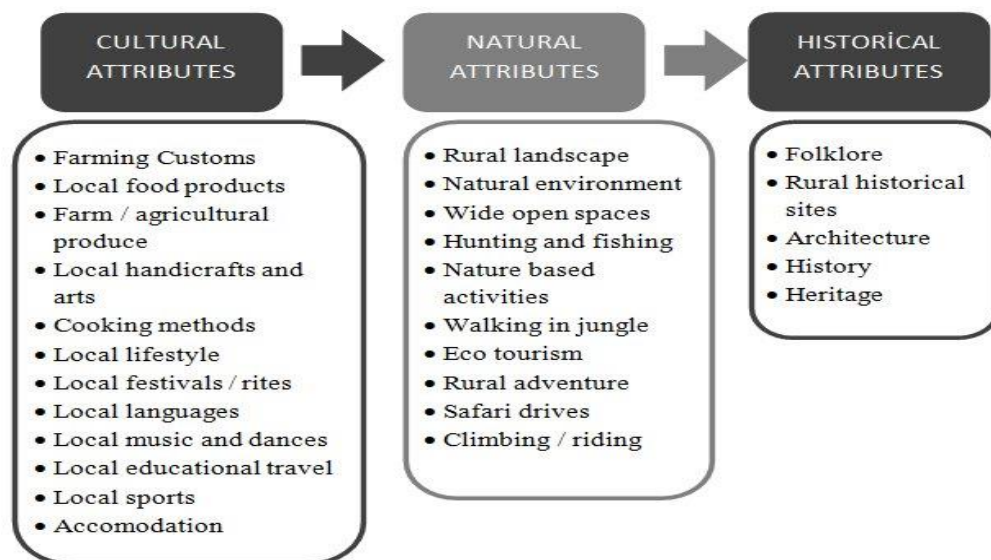 CULTURAL
ATTRIBUTES
• Farming Customs
• Local food products
• Farm / agricultural
produce
• Local handicrafts and
arts
• Cooking methods
• Local lifestyle
• Local festivals / rites
• Local languages
• Local music and dances
• Local educational travel
• Local sports
• Accomodation
NATURAL
ATTRIBUTES
• Rural landscape
• Natural environment
• Wide open spaces
• Hunting and fishing
• Nature based
activities
• Walking in jungle
• Eco tourism
• Rural adventure
• Safari drives
• Climbing / riding
HISTORİCAL
ATTRIBUTES
• Folklore
• Rural historical
sites
• Architecture
• History
• Heritage